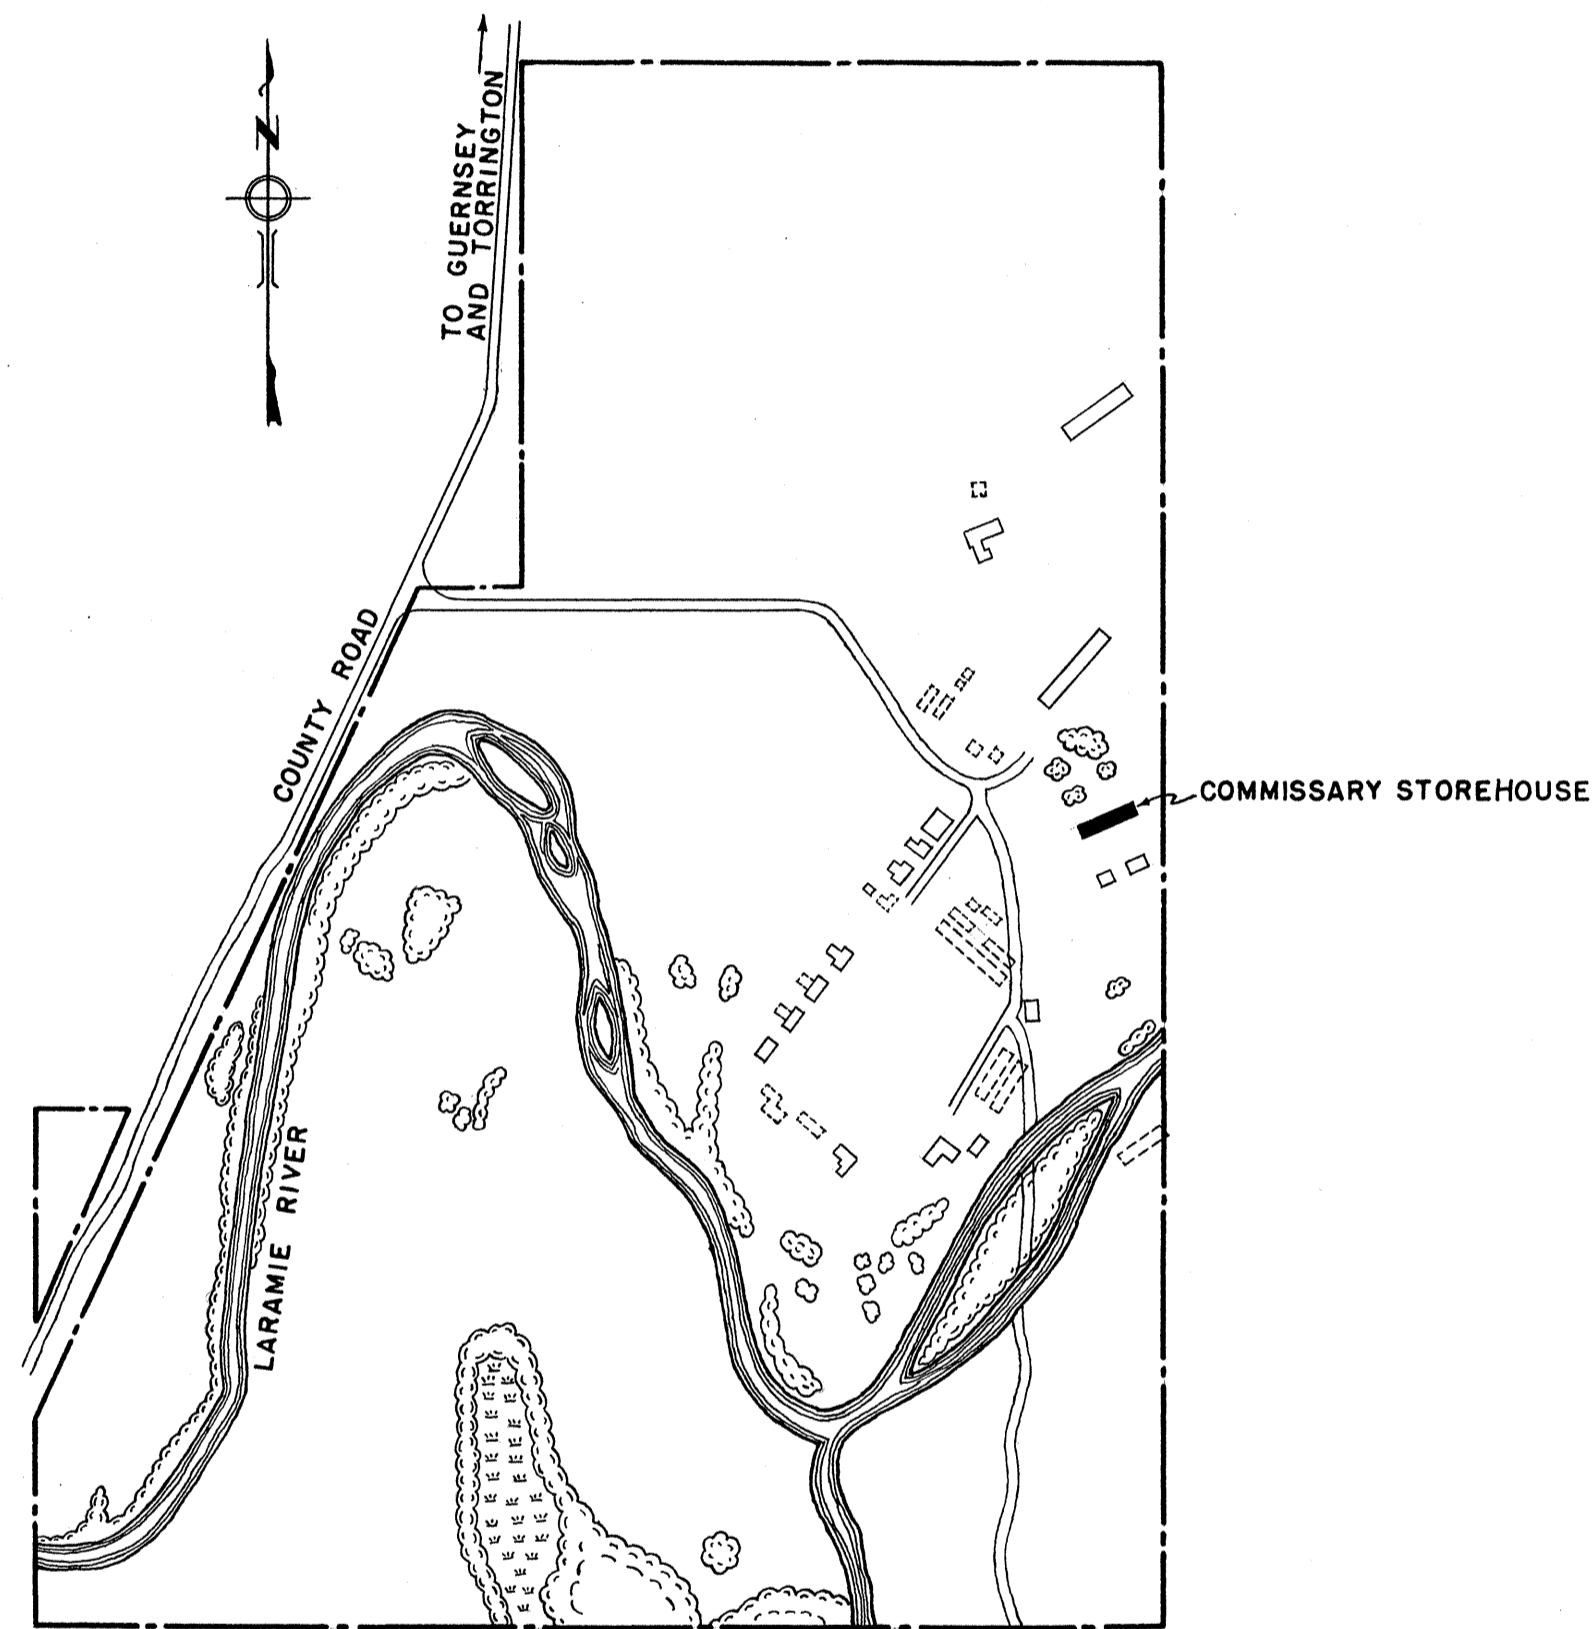 N
TO GUERNSEY
AND TORRINGTON
COUNTY ROAD
COMMISSARY STOREHOUSE
LARAMIE RIVER